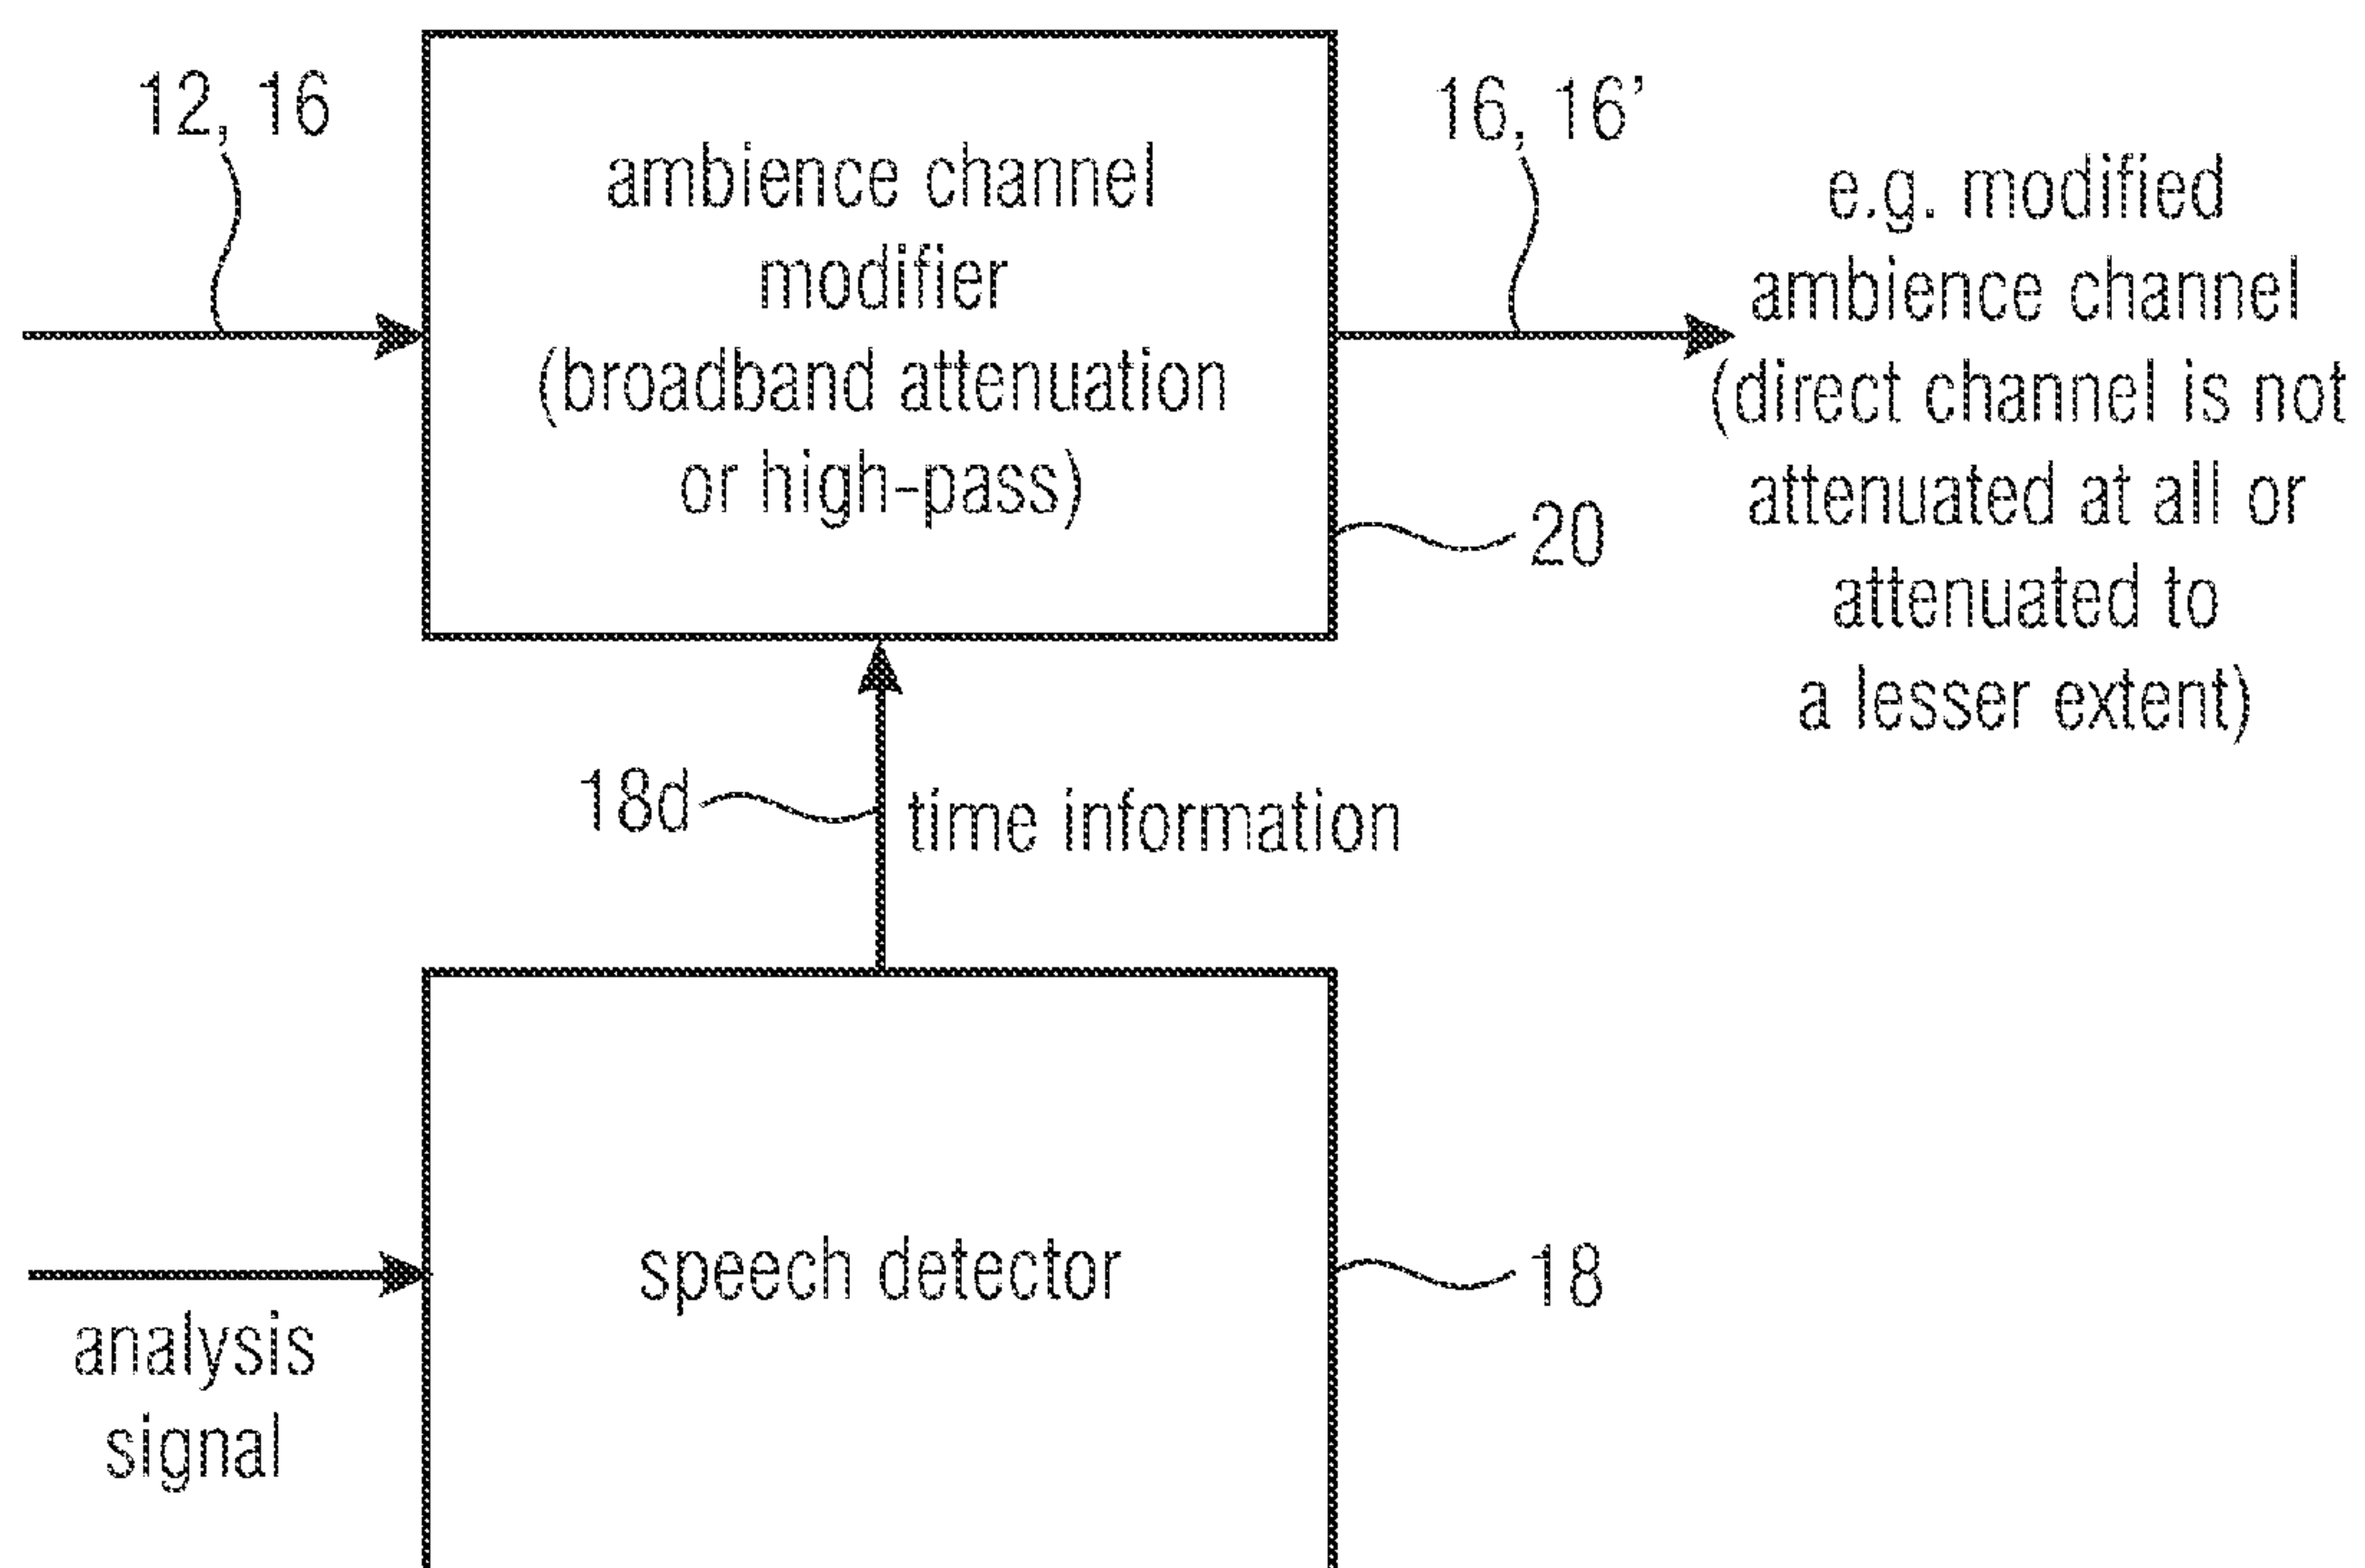 12, 16
ambience channel
modifier
(broadband attenuation
or high-pass)
16, 16’
e.g. modified
ambience channel
(direct channel is not
attenuated at all or
attenuated to
a lesser extent)
20
18d
time information
speech detector
18
analysis
signal